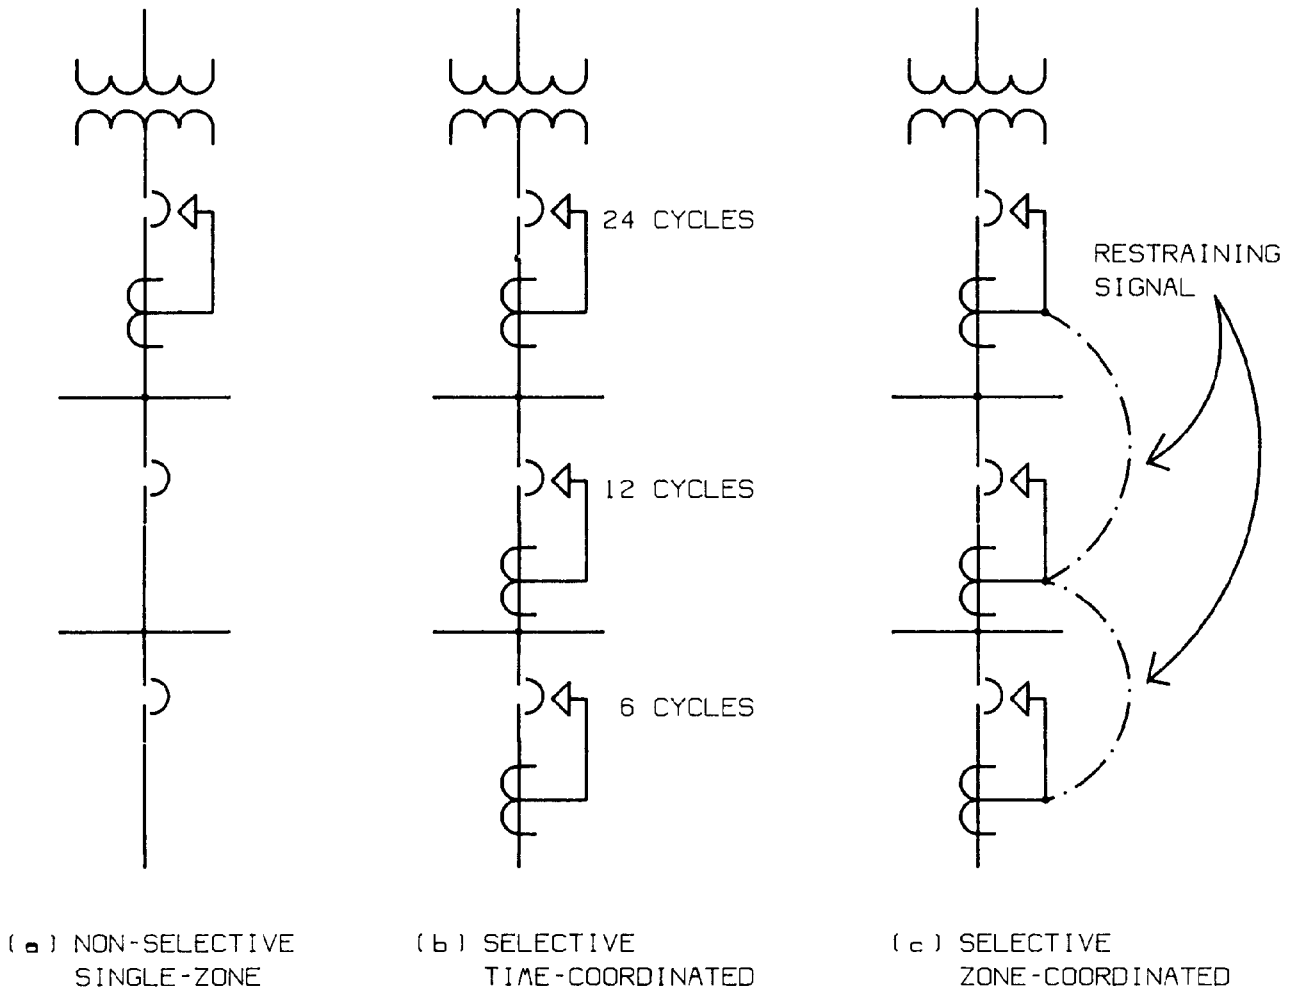 24 CYCLES
RESTRAINING
SIGNAL
12 CYCLES
6 CYCLES
(a) NON-SELECTIVE
SINGLE-ZONE
(b) SELECTIVE
TIME-COORDINATED
(c) SELECTIVE
ZONE-COORDINATED